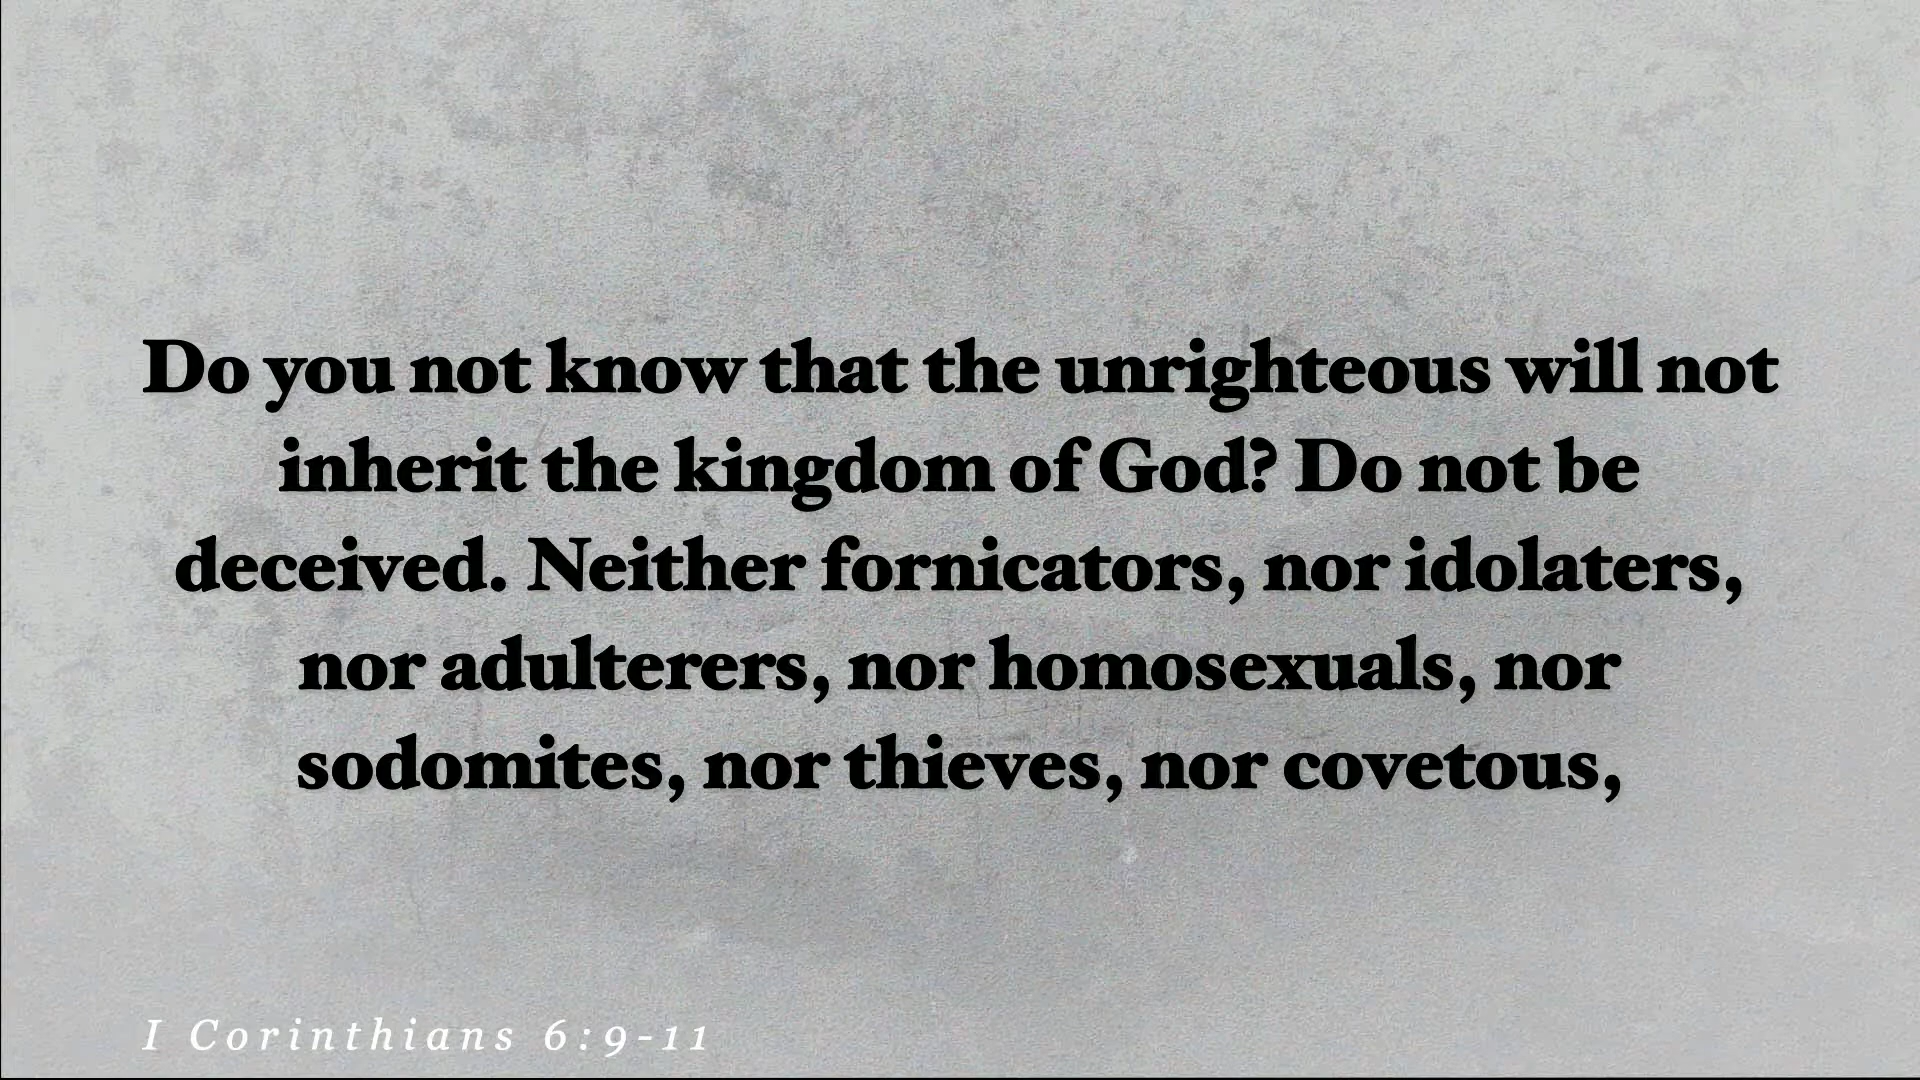 Do you not know that the unrighteous will not
inherit the kingdom of God? Do not be
deceived. Neither fornicators, nor idolaters,
nor adulterers, nor homosexuals, nor
sodomites, nor thieves, nor covetous,
I Corinthians 6:9-11